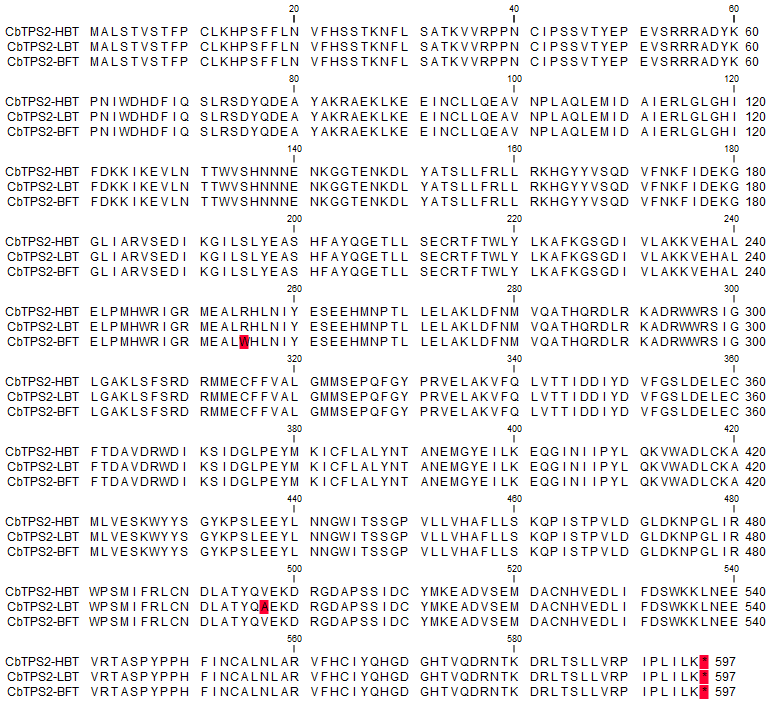 20 40 60
CbTPS2-HBT MALSTVSTFP CLKHPSFFLN VFHSSTKNFL SATKVVRPPN CIPSSVTYEP EVSRRRADYK 60
CbTPS2-LBT MALSTVSTFP CLKHPSFFLN VFHSSTKNFL SATKVVRPPN CIPSSVTYEP EVSRRRADYK 60
CbTPS2-BFT MALSTVSTFP CLKHPSFFLN VFHSSTKNFL SATKVVRPPN CIPSSVTYEP EVSRRRADYK 60
80 100 120
CbTPS2-HBT PNIWDHDFIQ SLRSDYQDEA YAKRAEKLKE EINCLLQEAV NPLAQLEMID AIERLGLGHI 120
CbTPS2-LBT PNIWDHDFIQ SLRSDYQDEA YAKRAEKLKE EINCLLQEAV NPLAQLEMID AIERLGLGHI 120
CbTPS2-BFT PNIWDHDFIQ SLRSDYQDEA YAKRAEKLKE EINCLLQEAV NPLAQLEMID AIERLGLGHI 120
140 160 180
CbTPS2-HBT FDKKIKEVLN TTWVSHNNNE NKGGTENKDL YATSLLFRLL RKHGYYVSQD VFNKFIDEKG 180
CbTPS2-LBT FDKKIKEVLN TTWVSHNNNE NKGGTENKDL YATSLLFRLL RKHGYYVSQD VFNKFIDEKG 180
CbTPS2-BFT FDKKIKEVLN TTWVSHNNNE NKGGTENKDL YATSLLFRLL RKHGYYVSQD VFNKFIDEKG 180
200 220 240
CbTPS2-HBT GLIARVSEDI KGILSLYEAS HFAYQGETLL SECRTFTWLY LKAFKGSGDI VLAKKVEHAL 240
CbTPS2-LBT GLIARVSEDI KGILSLYEAS HFAYQGETLL SECRTFTWLY LKAFKGSGDI VLAKKVEHAL 240
CbTPS2-BFT GLIARVSEDI KGILSLYEAS HFAYQGETLL SECRTFTWLY LKAFKGSGDI VLAKKVEHAL 240
260 280 300
CbTPS2-HBT ELPMHWRIGR MEALRHLNIY ESEEHMNPTL LELAKLDFNM VQATHQRDLR KADRWWRSIG 300
CbTPS2-LBT ELPMHWRIGR MEALRHLNIY ESEEHMNPTL LELAKLDFNM VQATHQRDLR KADRWWRSIG 300
CbTPS2-BFT ELPMHWRIGR MEALWHLNIY ESEEHMNPTL LELAKLDFNM VQATHQRDLR KADRWWRSIG 300
320 340 360
CbTPS2-HBT LGAKLSFSRD RMMECFFVAL GMMSEPQFGY PRVELAKVFQ LVTTIDDIYD VFGSLDELEC 360
CbTPS2-LBT LGAKLSFSRD RMMECFFVAL GMMSEPQFGY PRVELAKVFQ LVTTIDDIYD VFGSLDELEC 360
CbTPS2-BFT LGAKLSFSRD RMMECFFVAL GMMSEPQFGY PRVELAKVFQ LVTTIDDIYD VFGSLDELEC 360
380 400 420
CbTPS2-HBT FTDAVDRWDI KSIDGLPEYM KICFLALYNT ANEMGYEILK EQGINIIPYL QKVWADLCKA 420
CbTPS2-LBT FTDAVDRWDI KSIDGLPEYM KICFLALYNT ANEMGYEILK EQGINIIPYL QKVWADLCKA 420
CbTPS2-BFT FTDAVDRWDI KSIDGLPEYM KICFLALYNT ANEMGYEILK EQGINIIPYL QKVWADLCKA 420
440 460 480
CbTPS2-HBT MLVESKWYYS GYKPSLEEYL NNGWITSSGP VLLVHAFLLS KQPISTPVLD GLDKNPGLIR 480
CbTPS2-LBT MLVESKWYYS GYKPSLEEYL NNGWITSSGP VLLVHAFLLS KQPISTPVLD GLDKNPGLIR 480
CbTPS2-BFT MLVESKWYYS GYKPSLEEYL NNGWITSSGP VLLVHAFLLS KQPISTPVLD GLDKNPGLIR 480
500 520 540
CbTPS2-HBT WPSMIFRLCN DLATYQVEKD RGDAPSSIDC YMKEADVSEM DACNHVEDLI FDSWKKLNEE 540
CbTPS2-LBT WPSMIFRLCN DLATYQAEKD RGDAPSSIDC YMKEADVSEM DACNHVEDLI FDSWKKLNEE 540
CbTPS2-BFT WPSMIFRLCN DLATYQVEKD RGDAPSSIDC YMKEADVSEM DACNHVEDLI FDSWKKLNEE 540
560 580
CbTPS2-HBT VRTASPYPPH FINCALNLAR VFHCIYQHGD GHTVQDRNTK DRLTSLLVRP IPLILK* 597
CbTPS2-LBT VRTASPYPPH FINCALNLAR VFHCIYQHGD GHTVQDRNTK DRLTSLLVRP IPLILK* 597
CbTPS2-BFT VRTASPYPPH FINCALNLAR VFHCIYQHGD GHTVQDRNTK DRLTSLLVRP IPLILK* 597